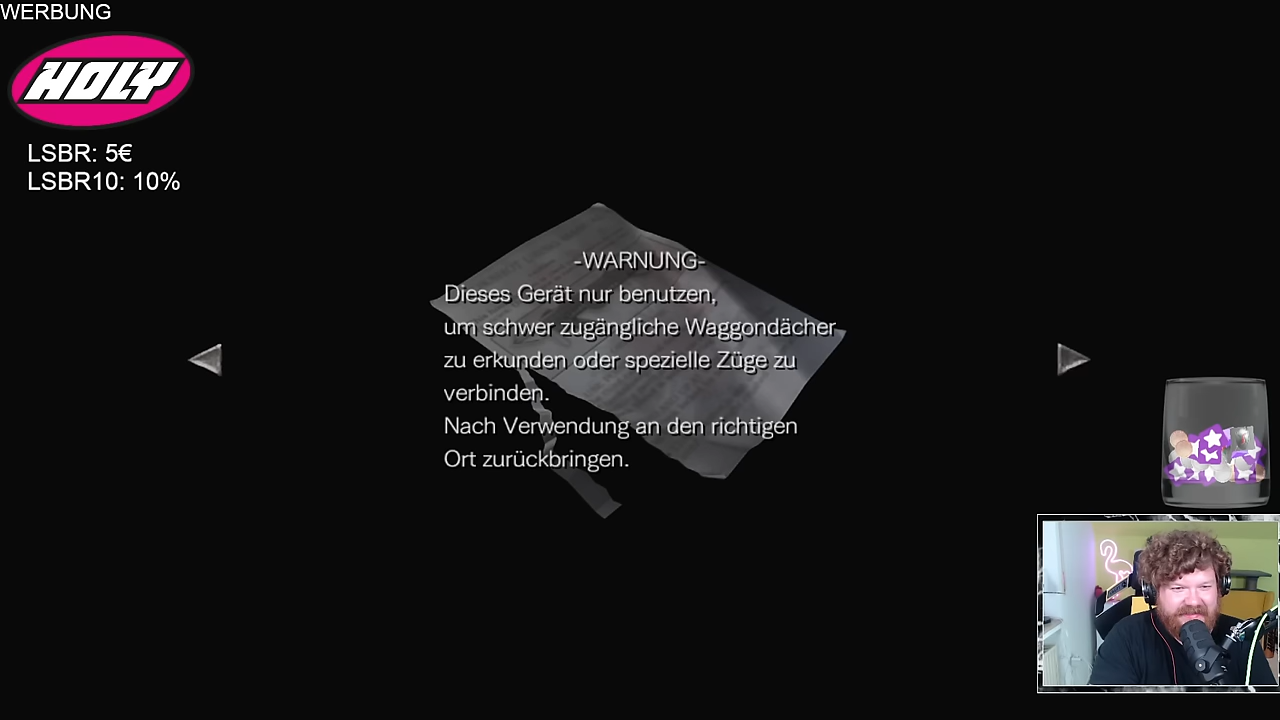 WERBUNG
HOLY
LSBR: 5€
LSBR10: 10%
-WARNUNG-
Dieses Gerät nur benutzen,
um schwer zugängliche Waggondächer
zu erkunden oder spezielle Züge zu
verbinden.
Nach Verwendung an den richtigen
Ort zurückbringen.